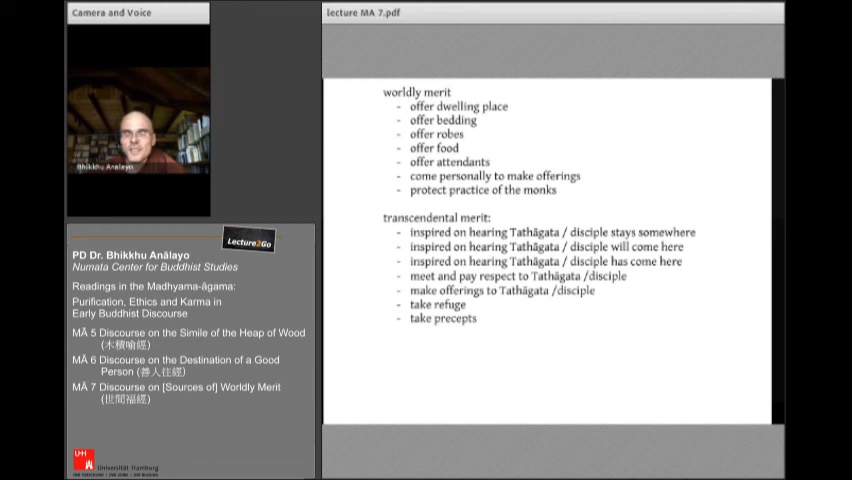 Camera and Voice
lecture MA 7.pdf
Bhikkhu Analayo
worldly merit
- offer dwelling place
- offer bedding
- offer robes
- offer food
- offer attendants
- come personally to make offerings
- protect practice of the monks
transcendental merit:
- inspired on hearing Tathāgata / disciple stays somewhere
- inspired on hearing Tathāgata / disciple will come here
- inspired on hearing Tathāgata / disciple has come here
- meet and pay respect to Tathāgata /disciple
- make offerings to Tathāgata /disciple
- take refuge
- take precepts
Lecture2Go
PD Dr. Bhikkhu Anālayo
Numata Center for Buddhist Studies
Readings in the Madhyama-āgama:
Purification, Ethics and Karma in
Early Buddhist Discourse
MĀ 5 Discourse on the Simile of the Heap of Wood
(木積喻經)
MĀ 6 Discourse on the Destination of a Good
Person (善人往經)
MĀ 7 Discourse on [Sources of] Worldly Merit
(世間福經)
UH
Universität Hamburg